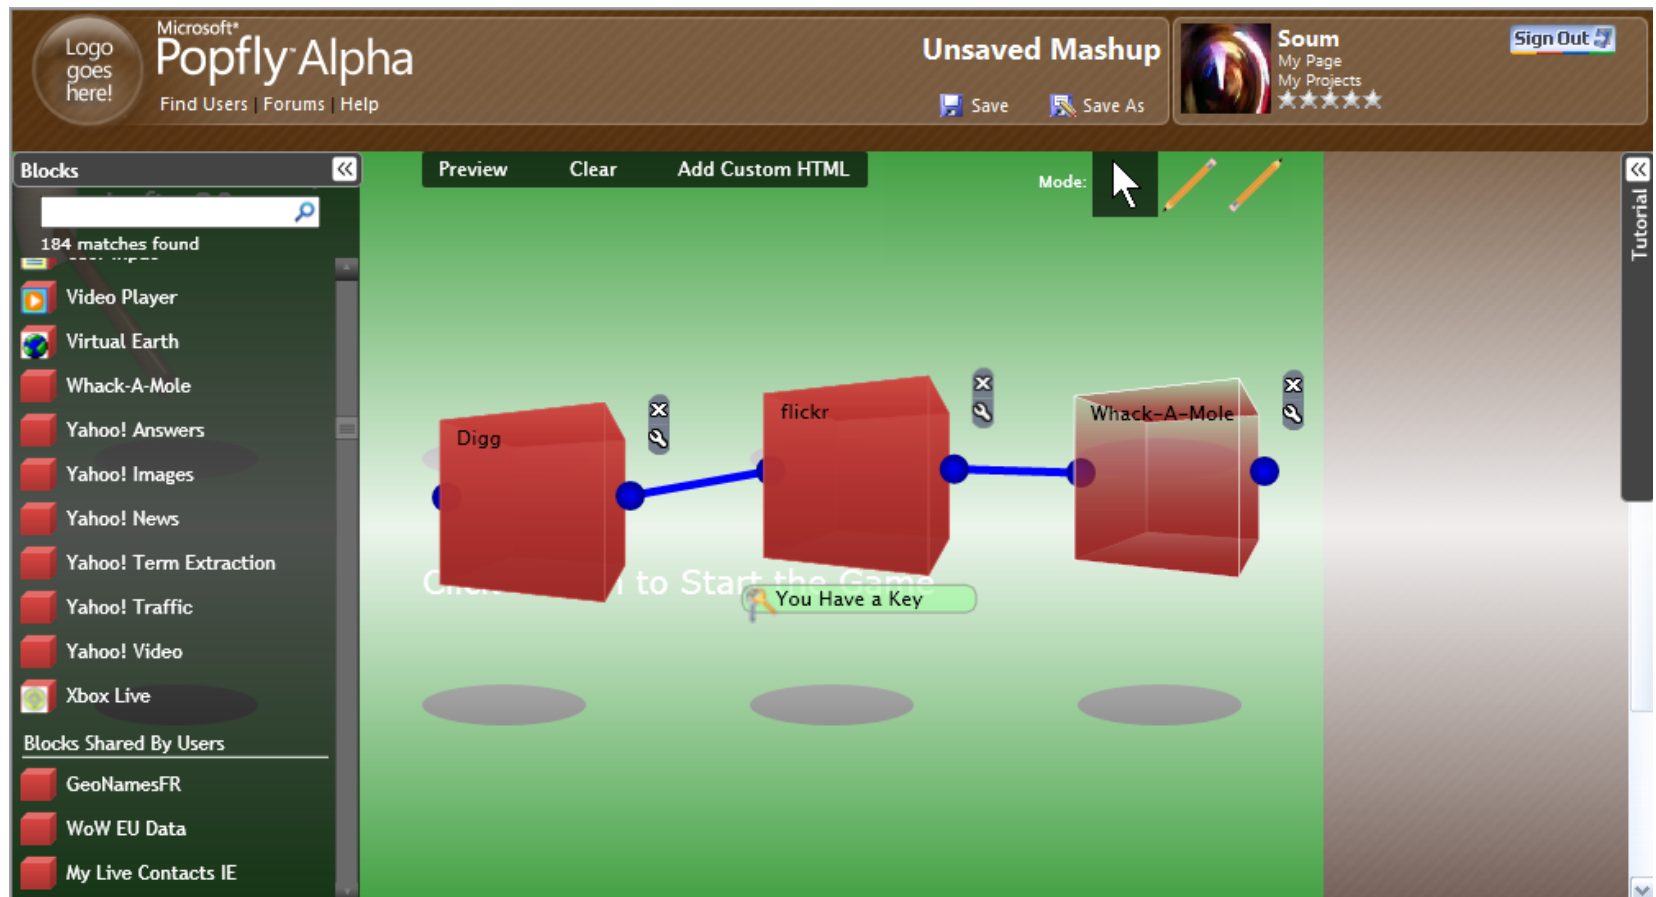 Logo
goes
here!
Microsoft®
Popfly™ Alpha
Find Users | Forums | Help
Unsaved Mashup
Save
Save As
Soum
My Page
My Projects
Sign Out
Blocks
184 matches found
Video Player
Virtual Earth
Whack-A-Mole
Yahoo! Answers
Yahoo! Images
Yahoo! News
Yahoo! Term Extraction
Yahoo! Traffic
Yahoo! Video
Xbox Live
Blocks Shared By Users
GeoNamesFR
WoW EU Data
My Live Contacts IE
Preview
Clear
Add Custom HTML
Mode:
Tutorial
Digg
flickr
Whack-A-Mole
to Start the Game
You Have a Key